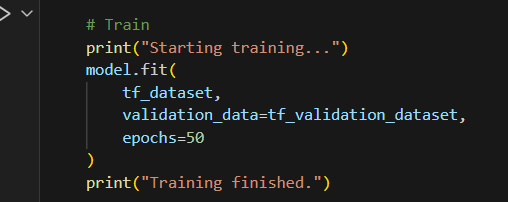 # Train
print("Starting training...")
model.fit(
    tf_dataset,
    validation_data=tf_validation_dataset,
    epochs=50
)
print("Training finished.")